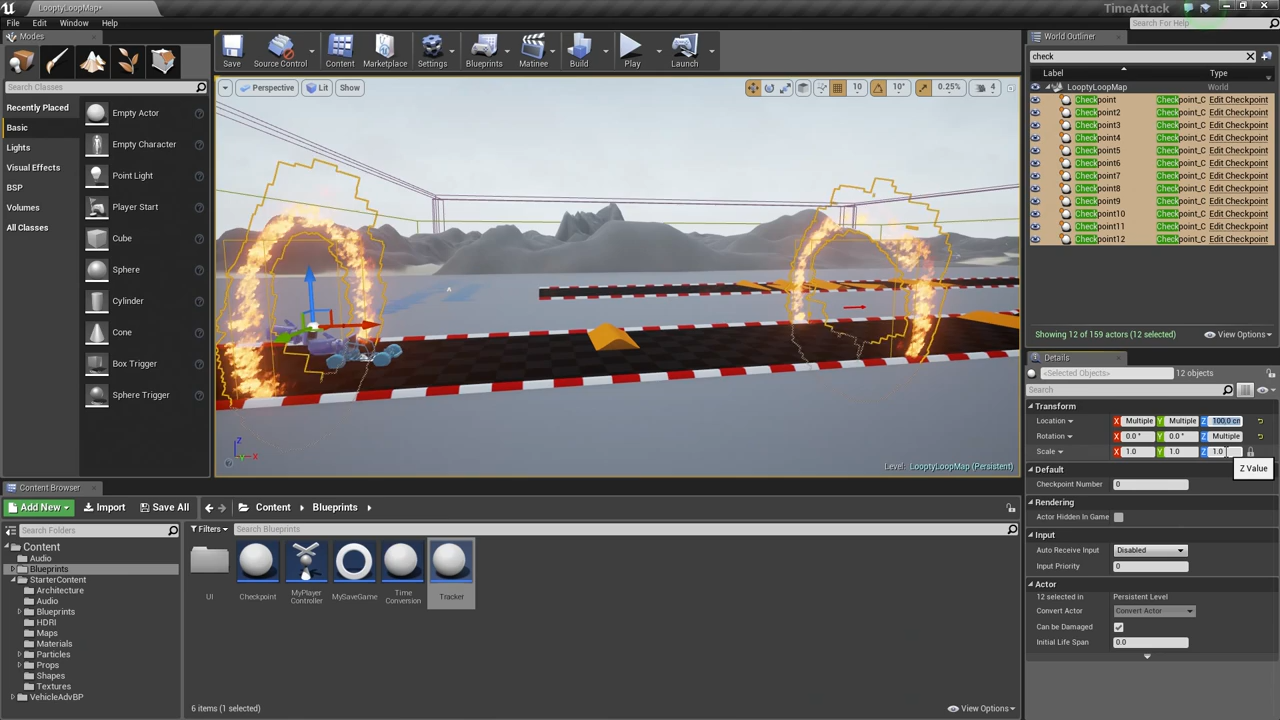 LooptyLoopMap*
TimeAttack
File Edit Window Help
Search For Help
Modes
Search Classes
Recently Placed
Basic
Lights
Visual Effects
BSP
Volumes
All Classes
Empty Actor
Empty Character
Point Light
Player Start
Cube
Sphere
Cylinder
Cone
Box Trigger
Sphere Trigger
Save Source Control Content Marketplace Settings Blueprints Matinee Build Play Launch
Perspective Lit Show
10 10° 0.25% 4
Z
X
Level: LooptyLoopMap (Persistent)
World Outliner
check
Label Type
LooptyLoopMap World
Checkpoint Checkpoint_C Edit Checkpoint
Checkpoint2 Checkpoint_C Edit Checkpoint
Checkpoint3 Checkpoint_C Edit Checkpoint
Checkpoint4 Checkpoint_C Edit Checkpoint
Checkpoint5 Checkpoint_C Edit Checkpoint
Checkpoint6 Checkpoint_C Edit Checkpoint
Checkpoint7 Checkpoint_C Edit Checkpoint
Checkpoint8 Checkpoint_C Edit Checkpoint
Checkpoint9 Checkpoint_C Edit Checkpoint
Checkpoint10 Checkpoint_C Edit Checkpoint
Checkpoint11 Checkpoint_C Edit Checkpoint
Checkpoint12 Checkpoint_C Edit Checkpoint
Showing 12 of 159 actors (12 selected) View Options
Details
<Selected Objects> 12 objects
Search
Transform
Location X Multiple Y Multiple Z 100.0 cm
Rotation X 0.0 ° Y 0.0 ° Z Multiple
Scale X 1.0 Y 1.0 Z 1.0
Z Value
Default
Checkpoint Number 0
Rendering
Actor Hidden In Game
Input
Auto Receive Input Disabled
Input Priority 0
Actor
12 selected in Persistent Level
Convert Actor Convert Actor
Can be Damaged
Initial Life Span 0.0
Content Browser
Add New Import Save All Content Blueprints
Search Folders
Filters Search Blueprints
Content
Audio
Blueprints
StarterContent
Architecture
Audio
Blueprints
HDRI
Maps
Materials
Particles
Props
Shapes
Textures
VehicleAdvBP
UI
Checkpoint
MyPlayer
Controller
MySaveGame
Time
Conversion
Tracker
6 items (1 selected) View Options